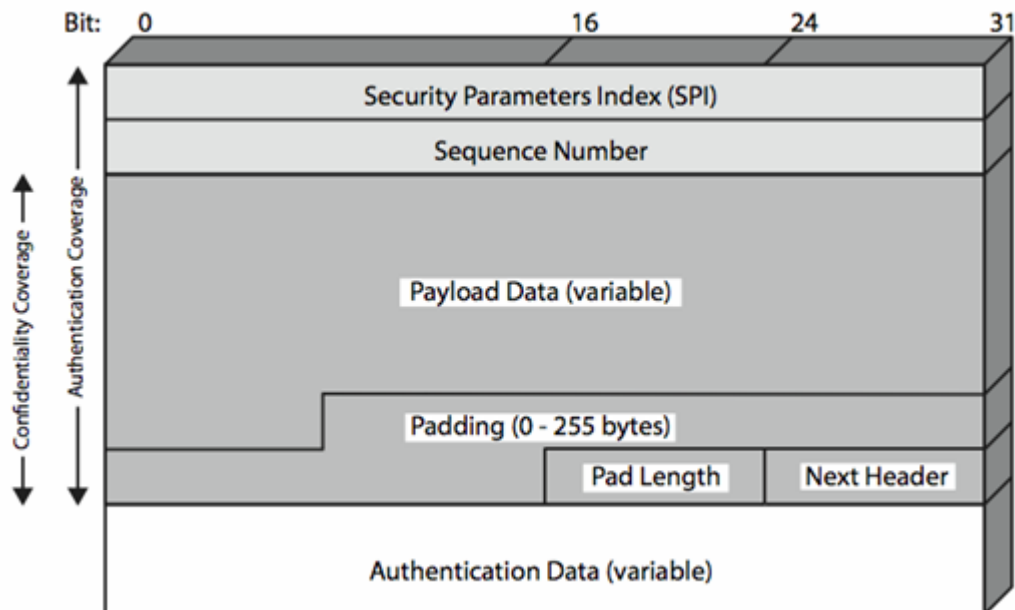 Bit: 0 16 24 31
Security Parameters Index (SPI)
Sequence Number
Confidentiality Coverage
Authentication Coverage
Payload Data (variable)
Padding (0 - 255 bytes)
Pad Length Next Header
Authentication Data (variable)